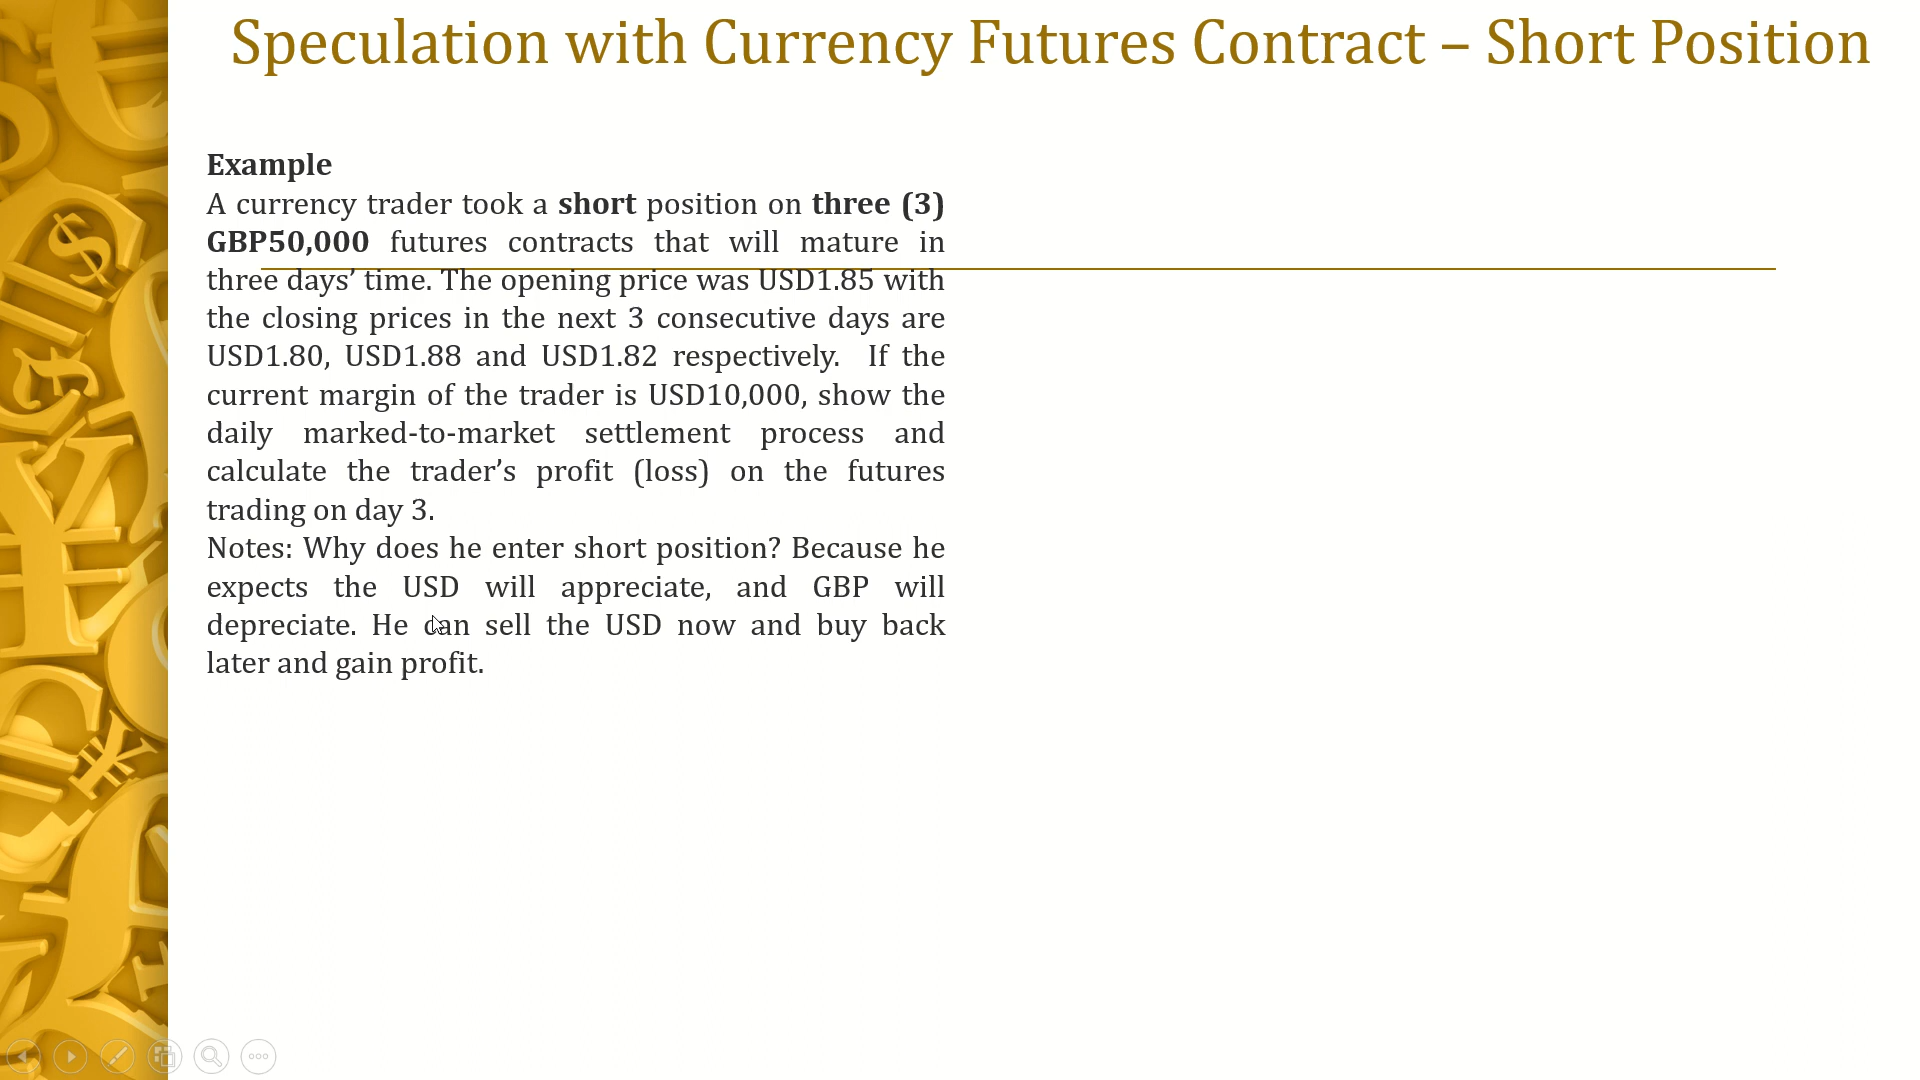 Speculation with Currency Futures Contract – Short Position
Example
A currency trader took a short position on three (3)
GBP50,000 futures contracts that will mature in
three days’ time. The opening price was USD1.85 with
the closing prices in the next 3 consecutive days are
USD1.80, USD1.88 and USD1.82 respectively. If the
current margin of the trader is USD10,000, show the
daily marked-to-market settlement process and
calculate the trader’s profit (loss) on the futures
trading on day 3.
Notes: Why does he enter short position? Because he
expects the USD will appreciate, and GBP will
depreciate. He can sell the USD now and buy back
later and gain profit.